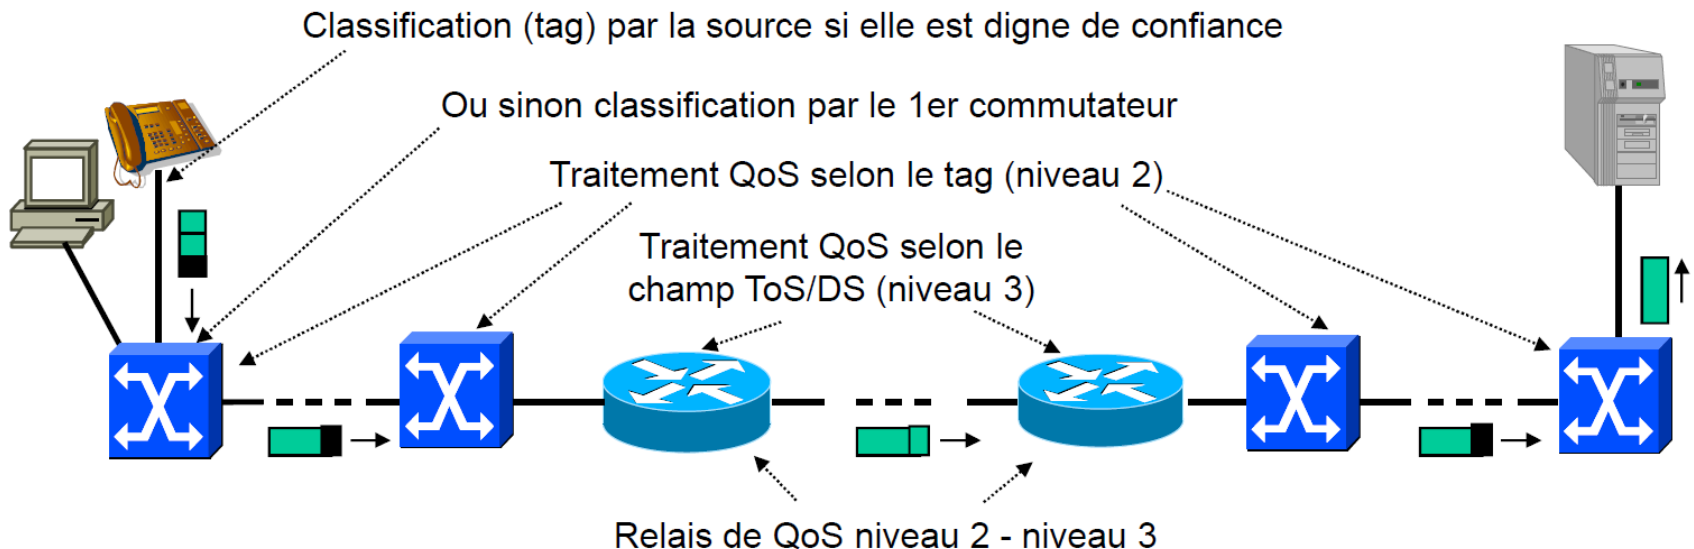 Classification (tag) par la source si elle est digne de confiance
Ou sinon classification par le 1er commutateur
Traitement QoS selon le tag (niveau 2)
Traitement QoS selon le
champ ToS/DS (niveau 3)
Relais de QoS niveau 2 - niveau 3